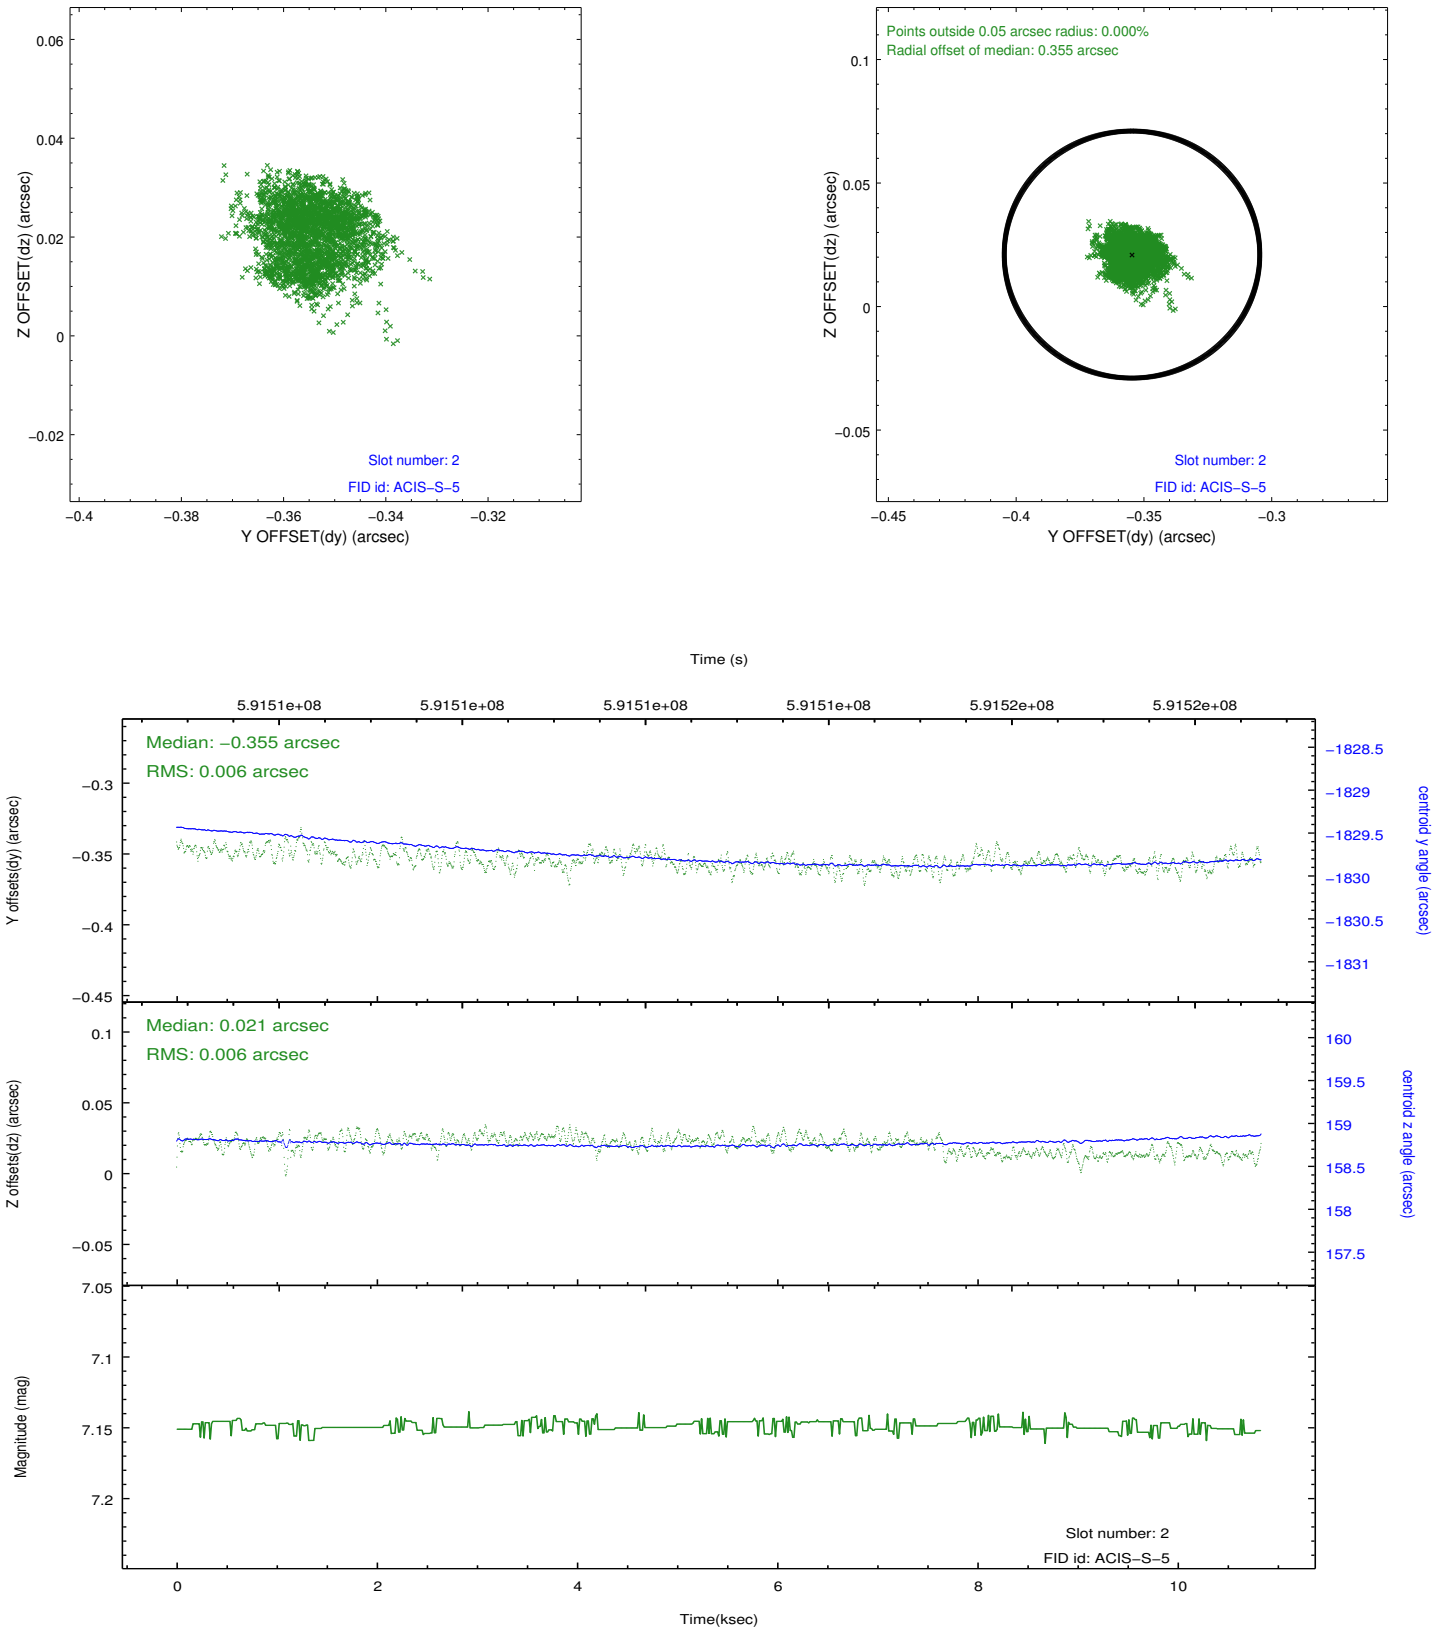 0.06
0.04
0.02
0
−0.02
Z OFFSET(dz) (arcsec)
Slot number: 2
FID id: ACIS−S−5
−0.4 −0.38 −0.36 −0.34 −0.32
Y OFFSET(dy) (arcsec)
Points outside 0.05 arcsec radius: 0.000%
Radial offset of median: 0.355 arcsec
0.1
0.05
0
−0.05
Z OFFSET(dz) (arcsec)
Slot number: 2
FID id: ACIS−S−5
−0.45 −0.4 −0.35 −0.3
Y OFFSET(dy) (arcsec)
Time (s)
5.9151e+08 5.9151e+08 5.9151e+08 5.9151e+08 5.9152e+08 5.9152e+08
Median: −0.355 arcsec
RMS: 0.006 arcsec
−0.3
−0.35
−0.4
−0.45
Y offsets(dy) (arcsec)
−1828.5
−1829
−1829.5
−1830
−1830.5
−1831
centroid y angle (arcsec)
Median: 0.021 arcsec
RMS: 0.006 arcsec
0.1
0.05
0
−0.05
Z offsets(dz) (arcsec)
160
159.5
159
158.5
158
157.5
centroid z angle (arcsec)
7.05
7.1
7.15
7.2
Magnitude (mag)
Slot number: 2
FID id: ACIS−S−5
0 2 4 6 8 10
Time(ksec)